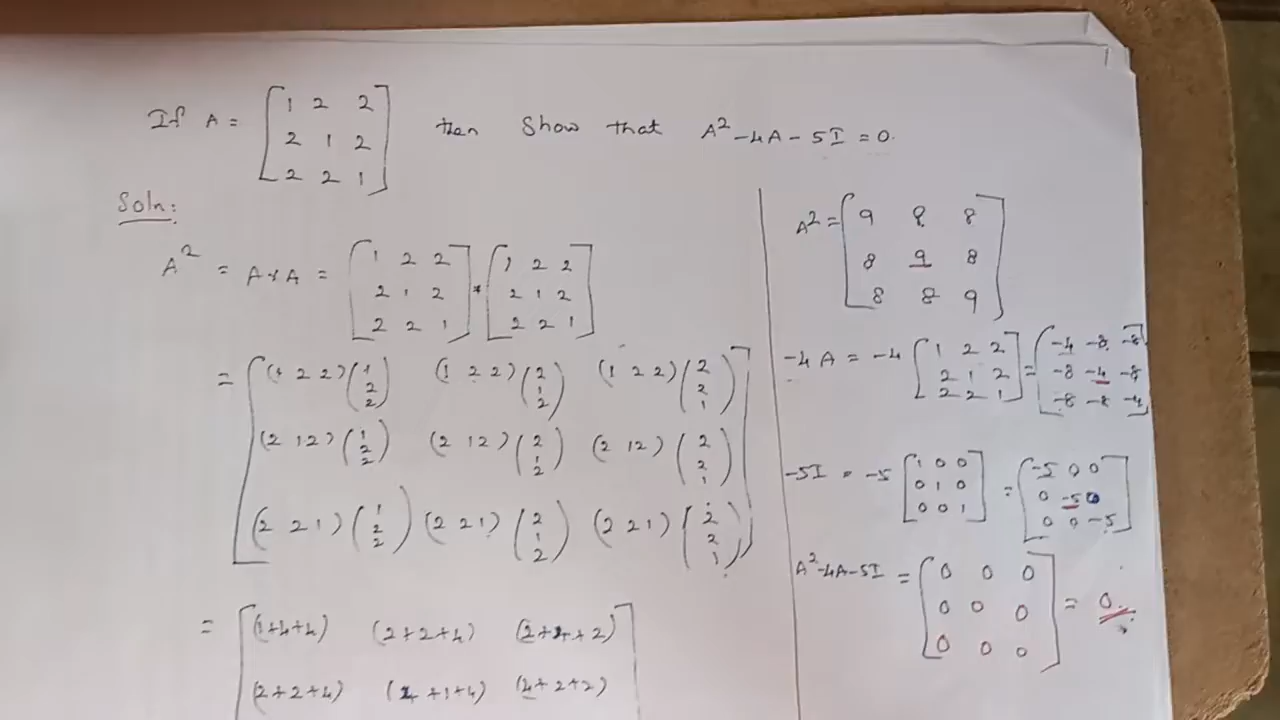 If A = [1 2 2
2 1 2
2 2 1] then Show that A²-4A-5I=0.
Soln:
A² = A×A = [1 2 2
2 1 2
2 2 1] * [1 2 2
2 1 2
2 2 1]
= [(1 2 2)(1 2 2) (1 2 2)(2 1 2) (1 2 2)(2 2 1)
(2 1 2)(1 2 2) (2 1 2)(2 1 2) (2 1 2)(2 2 1)
(2 2 1)(1 2 2) (2 2 1)(2 1 2) (2 2 1)(2 2 1)]
= [(1+4+4) (2+2+4) (2+4+2)
(2+2+4) (4+1+4) (4+2+2)
A² = [9 8 8
8 9 8
8 8 9]
-4A = -4 [1 2 2
2 1 2
2 2 1] = [-4 -8 -8
-8 -4 -8
-8 -8 -4]
-5I = -5 [1 0 0
0 1 0
0 0 1] = [-5 0 0
0 -5 0
0 0 -5]
A²-4A-5I = [0 0 0
0 0 0
0 0 0] = 0.